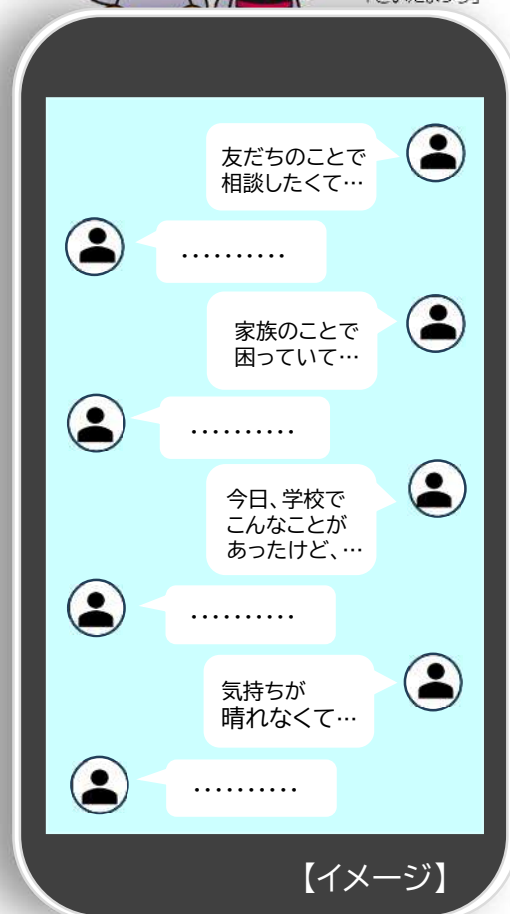 友だちのことで
相談したくて…
・・・・・・・・・・
家族のことで
困っていて…
・・・・・・・・・・
今日、学校で
こんなことが
あったけど、…
・・・・・・・・・・
気持ちが
晴れなくて…
・・・・・・・・・・
【イメージ】